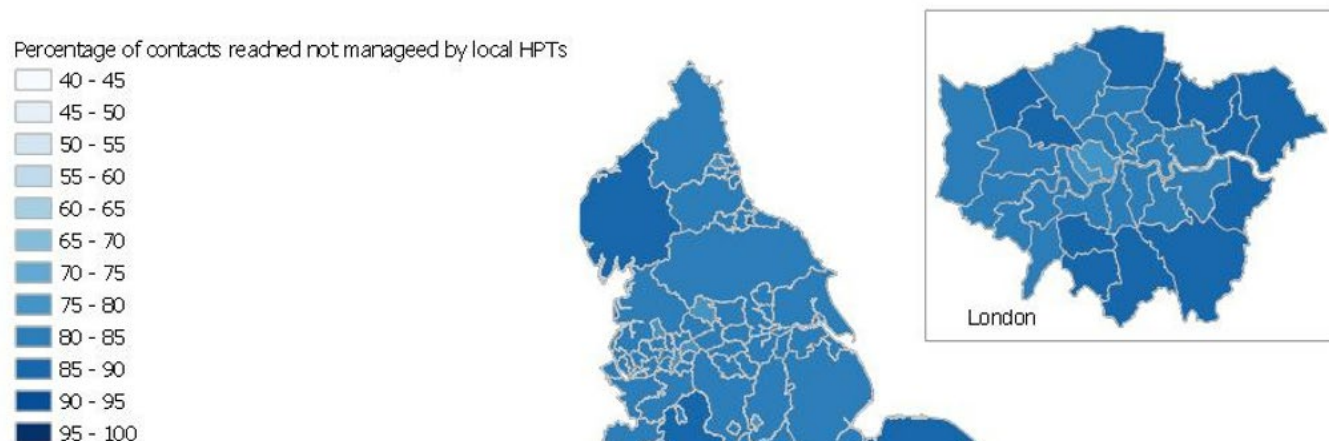 Percentage of contacts reached not manageed by local HPTs
40 - 45
45 - 50
50 - 55
55 - 60
60 - 65
65 - 70
70 - 75
75 - 80
80 - 85
85 - 90
90 - 95
95 - 100
London